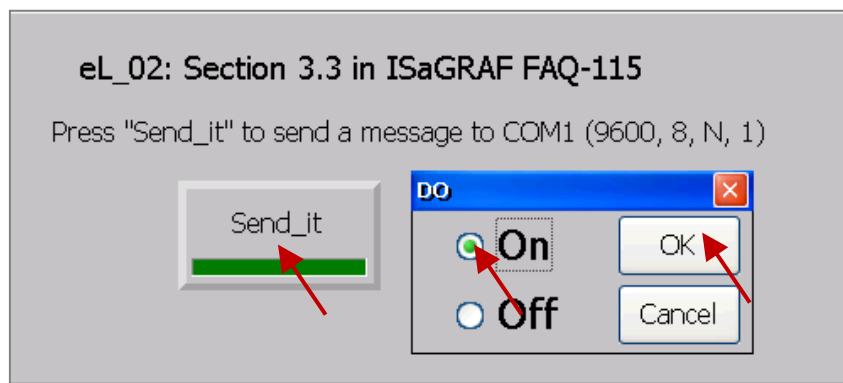 eL_02: Section 3.3 in ISaGRAF FAQ-115
Press "Send_it" to send a message to COM1 (9600, 8, N, 1)
Send_it
DO
On
OK
Off
Cancel